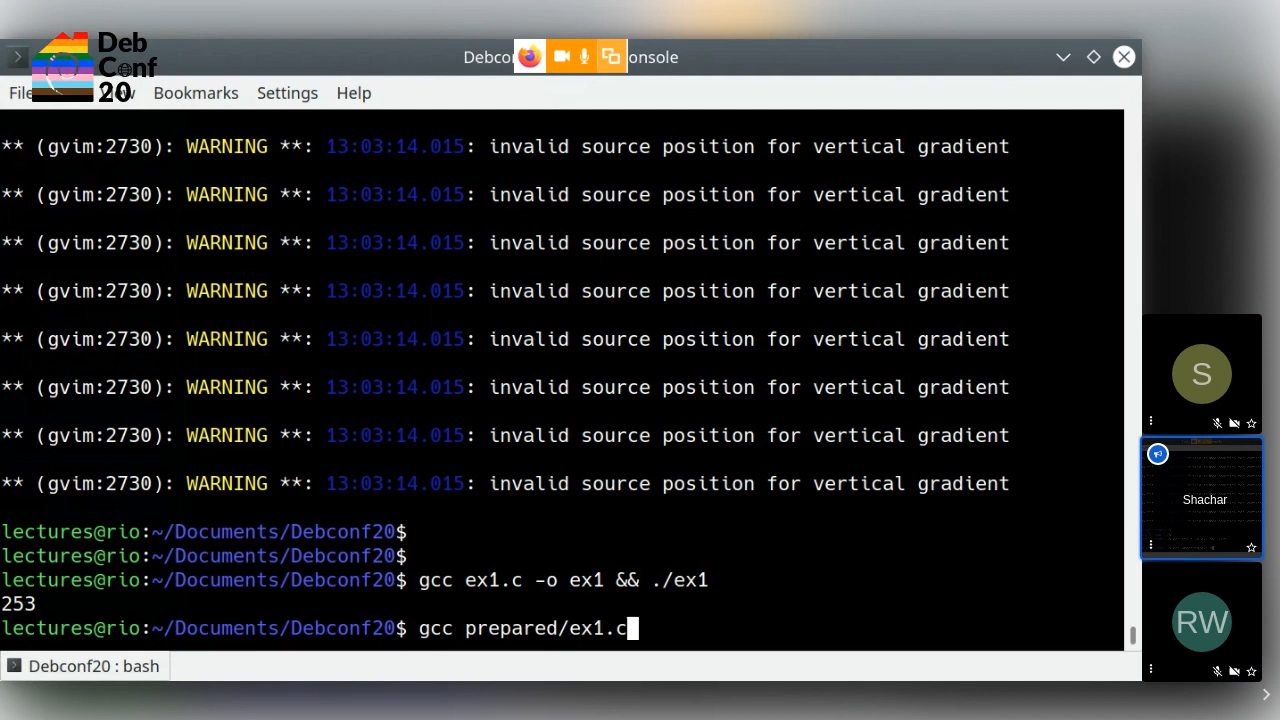 Deb
Conf
20
Debcon
onsole
File
View
Bookmarks
Settings
Help
** (gvim:2730): WARNING **: 13:03:14.015: invalid source position for vertical gradient
** (gvim:2730): WARNING **: 13:03:14.015: invalid source position for vertical gradient
** (gvim:2730): WARNING **: 13:03:14.015: invalid source position for vertical gradient
** (gvim:2730): WARNING **: 13:03:14.015: invalid source position for vertical gradient
** (gvim:2730): WARNING **: 13:03:14.015: invalid source position for vertical gradient
** (gvim:2730): WARNING **: 13:03:14.015: invalid source position for vertical gradient
** (gvim:2730): WARNING **: 13:03:14.015: invalid source position for vertical gradient
** (gvim:2730): WARNING **: 13:03:14.015: invalid source position for vertical gradient
lectures@rio:~/Documents/Debconf20$
lectures@rio:~/Documents/Debconf20$
lectures@rio:~/Documents/Debconf20$ gcc ex1.c -o ex1 && ./ex1
253
lectures@rio:~/Documents/Debconf20$ gcc prepared/ex1.c
Debconf20 : bash
S
Shachar
RW